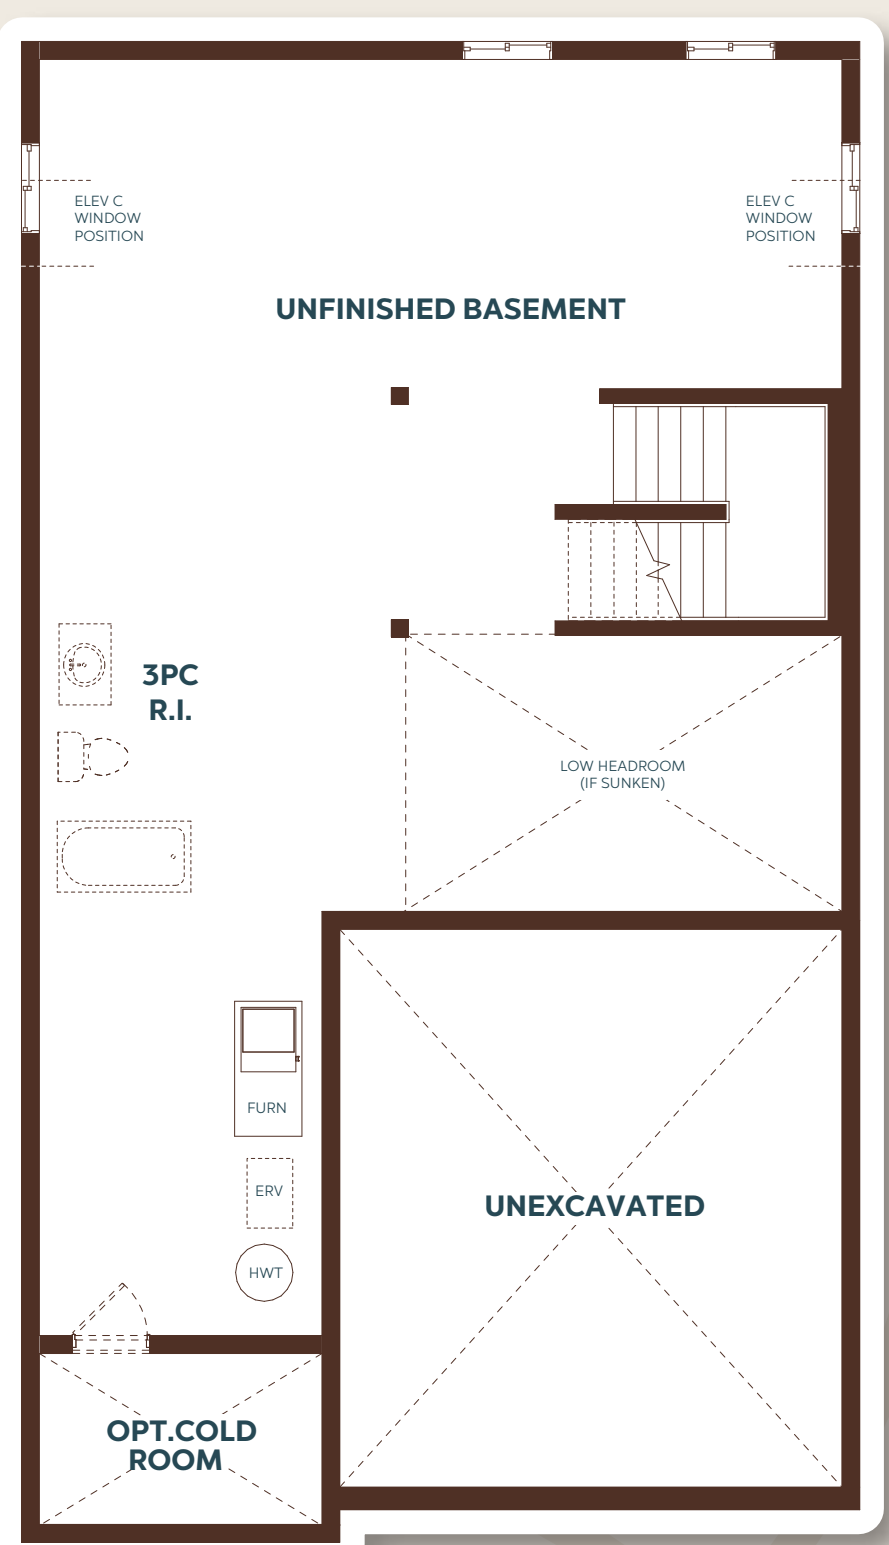 ELEV C
WINDOW
POSITION
ELEV C
WINDOW
POSITION
UNFINISHED BASEMENT
3PC
R.I.
LOW HEADROOM
(IF SUNKEN)
FURN
ERV
UNEXCAVATED
HWT
OPT.COLD
ROOM